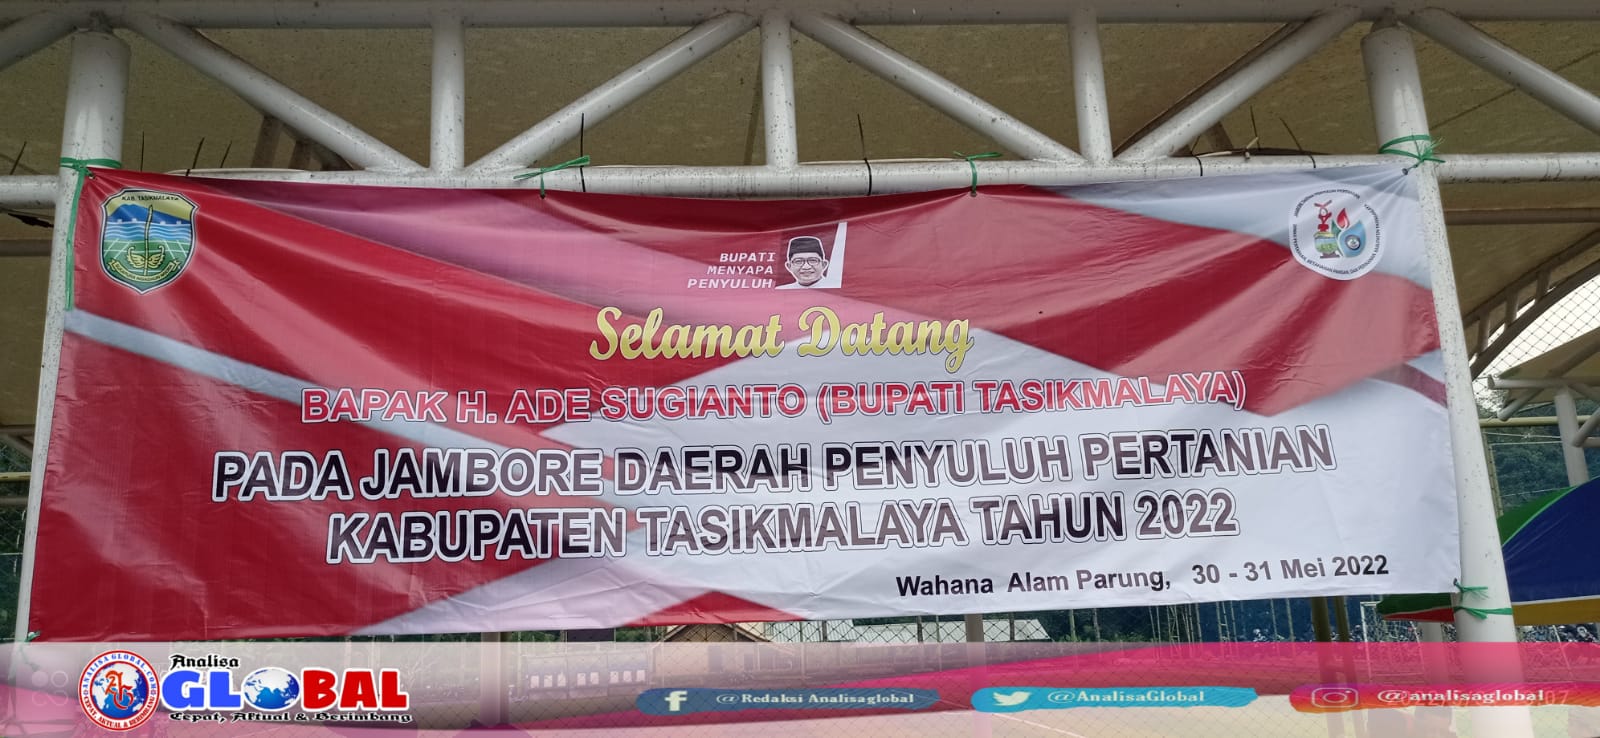 KAB. TASIKMALAYA
BUPATI
MENYAPA
PENYULUH
Selamat Datang
BAPAK H. ADE SUGIANTO (BUPATI TASIKMALAYA)
PADA JAMBORE DAERAH PENYULUH PERTANIAN
KABUPATEN TASIKMALAYA TAHUN 2022
Wahana Alam Parung, 30 - 31 Mei 2022
Analisa
GLOBAL
Cepat, Aktual & Berimbang
@Redaksi Analisaglobal
@AnalisaGlobal
@analisaglobal